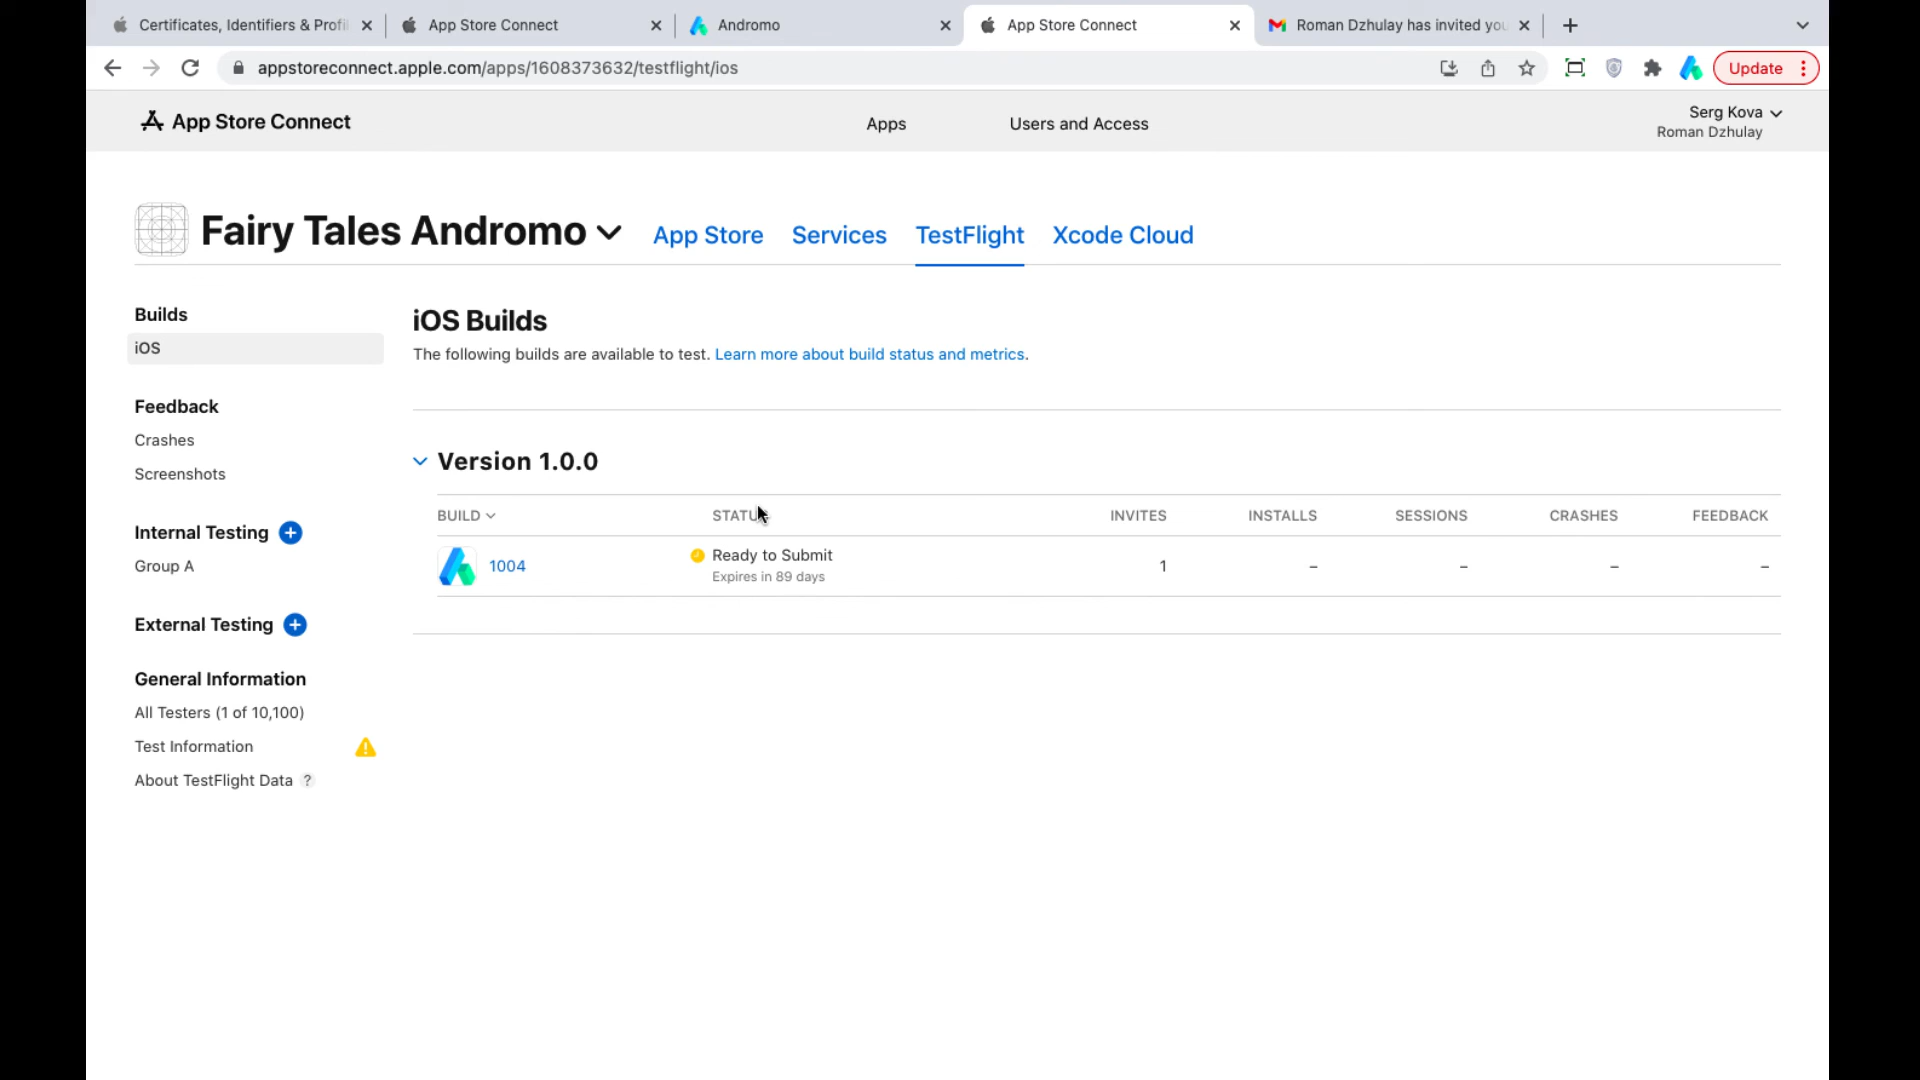 Certificates, Identifiers & Profil
App Store Connect
Andromo
App Store Connect
Roman Dzhulay has invited you
appstoreconnect.apple.com/apps/1608373632/testflight/ios
Update
App Store Connect
Apps
Users and Access
Serg Kova
Roman Dzhulay
Fairy Tales Andromo
App Store
Services
TestFlight
Xcode Cloud
Builds
iOS
Feedback
Crashes
Screenshots
Internal Testing
Group A
External Testing
General Information
All Testers (1 of 10,100)
Test Information
About TestFlight Data ?
iOS Builds
The following builds are available to test. Learn more about build status and metrics.
Version 1.0.0
BUILD STATUS INVITES INSTALLS SESSIONS CRASHES FEEDBACK
1004 Ready to Submit 1 – – – –
Expires in 89 days